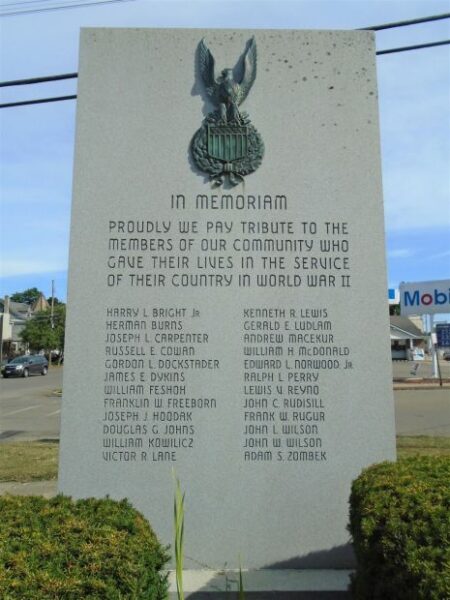 IN MEMORIAM
PROUDLY WE PAY TRIBUTE TO THE
MEMBERS OF OUR COMMUNITY WHO
GAVE THEIR LIVES IN THE SERVICE
OF THEIR COUNTRY IN WORLD WAR II
HARRY L. BRIGHT JR
HERMAN BURNS
JOSEPH L. CARPENTER
RUSSELL E. COWAN
GORDON L. DOCKSTADER
JAMES E. DYKINS
WILLIAM FESHOH
FRANKLIN W. FREEBORN
JOSEPH J. HOODAK
DOUGLAS G. JOHNS
WILLIAM KOWILICZ
VICTOR R. LANE
KENNETH R. LEWIS
GERALD E. LUDLAM
ANDREW MACEKUR
WILLIAM H. McDONALD
EDWARD L. NORWOOD JR.
RALPH L. PERRY
LEWIS V. REYNO
JOHN C. RUDISILL
FRANK W. RUGUR
JOHN L. WILSON
JOHN W. WILSON
ADAM S. ZOMBEK
Mobi